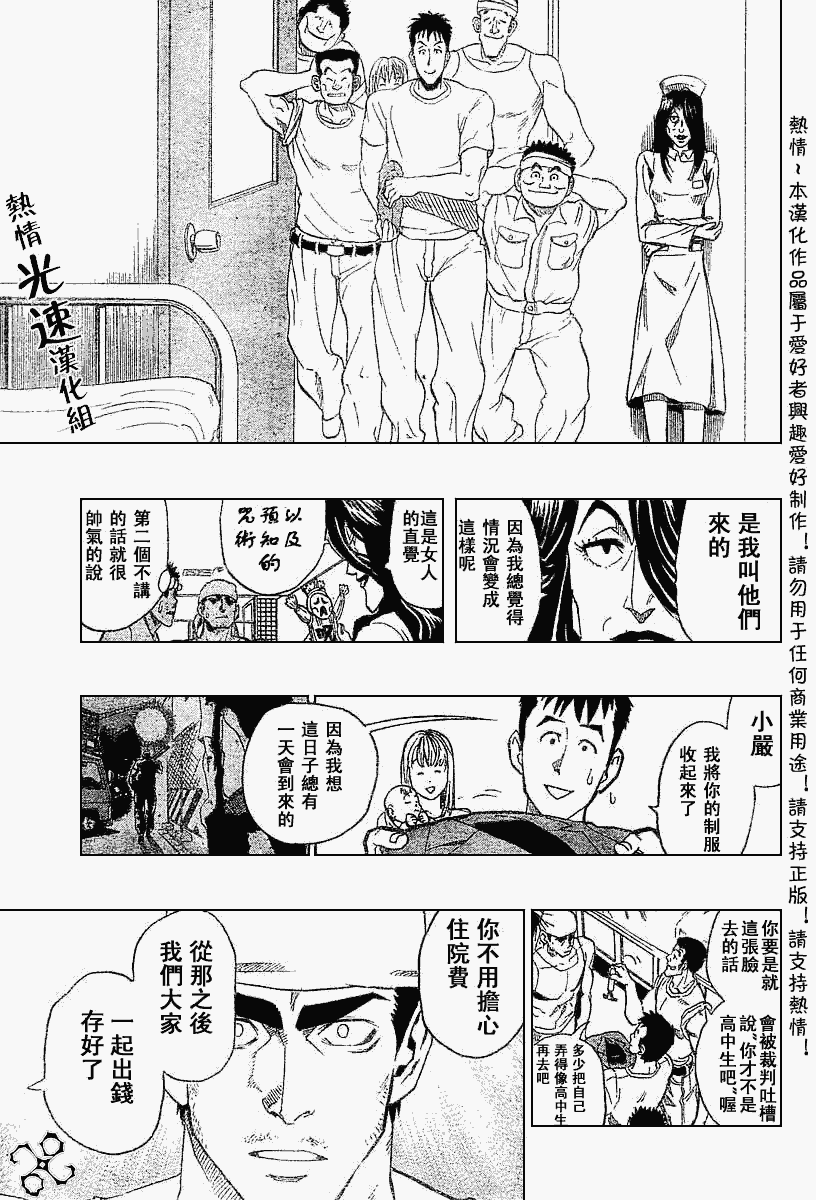 熱情~本漢化作品屬于愛好者興趣愛好制作！請勿用于任何商業用途！請支持正版！請支持熱情！
熱情
光速
漢化組
是我叫他們
來的
因為我總覺得
情況會變成
這樣呢
這是女人
的直覺
以及
預知的
咒術
第二個不講
的話就很
帥氣的說
小嚴
我將你的制服
收起來了
因為我想
這日子總有
一天會到來的
你要是就
這張臉
去的話
會被裁判吐槽
說“你才不是
高中生吧”喔
多少把自己
弄得像高中生
再去吧
你不用擔心
住院費
從那之後
我們大家
一起出錢
存好了